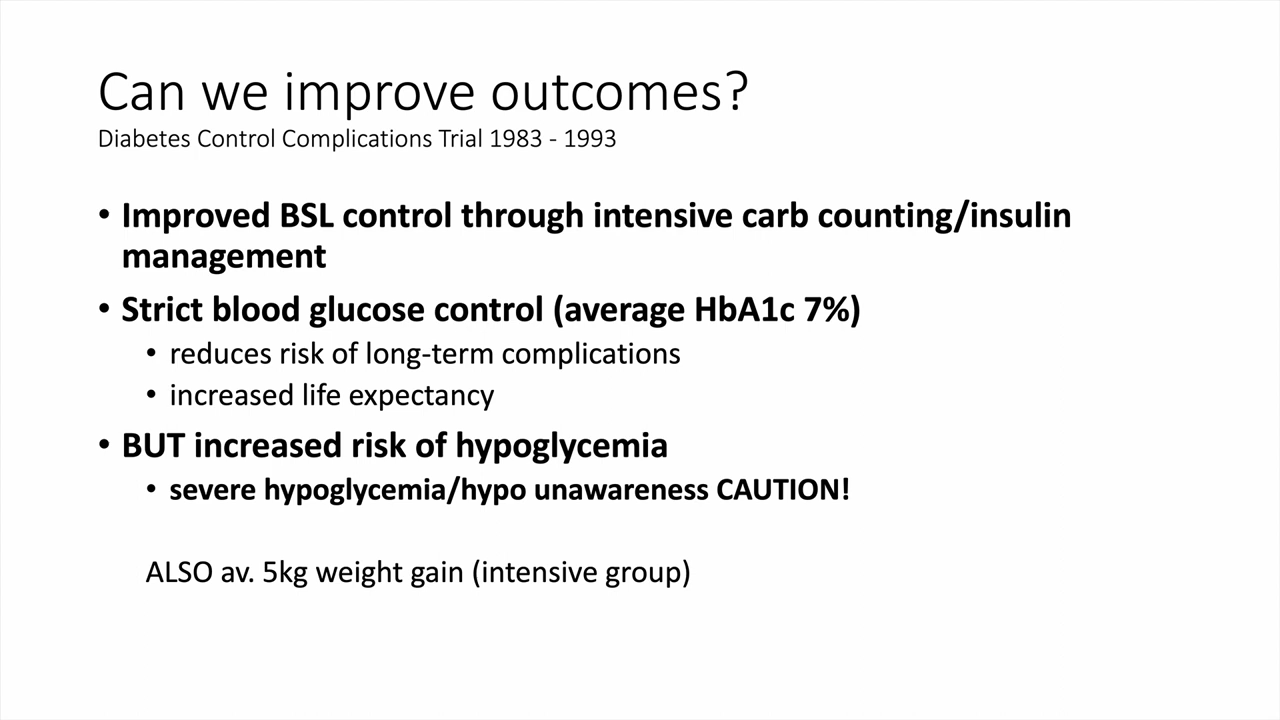 Can we improve outcomes?
Diabetes Control Complications Trial 1983 - 1993
• Improved BSL control through intensive carb counting/insulin
management
• Strict blood glucose control (average HbA1c 7%)
• reduces risk of long-term complications
• increased life expectancy
• BUT increased risk of hypoglycemia
• severe hypoglycemia/hypo unawareness CAUTION!
ALSO av. 5kg weight gain (intensive group)